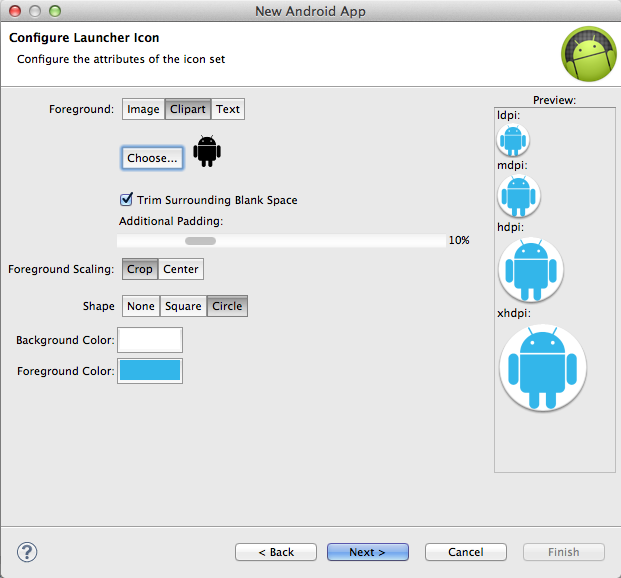 New Android App
Configure Launcher Icon
Configure the attributes of the icon set
Foreground: Image Clipart Text
Choose...
Trim Surrounding Blank Space
Additional Padding:
10%
Foreground Scaling: Crop Center
Shape None Square Circle
Background Color:
Foreground Color:
Preview:
ldpi:
mdpi:
hdpi:
xhdpi:
? < Back Next > Cancel Finish